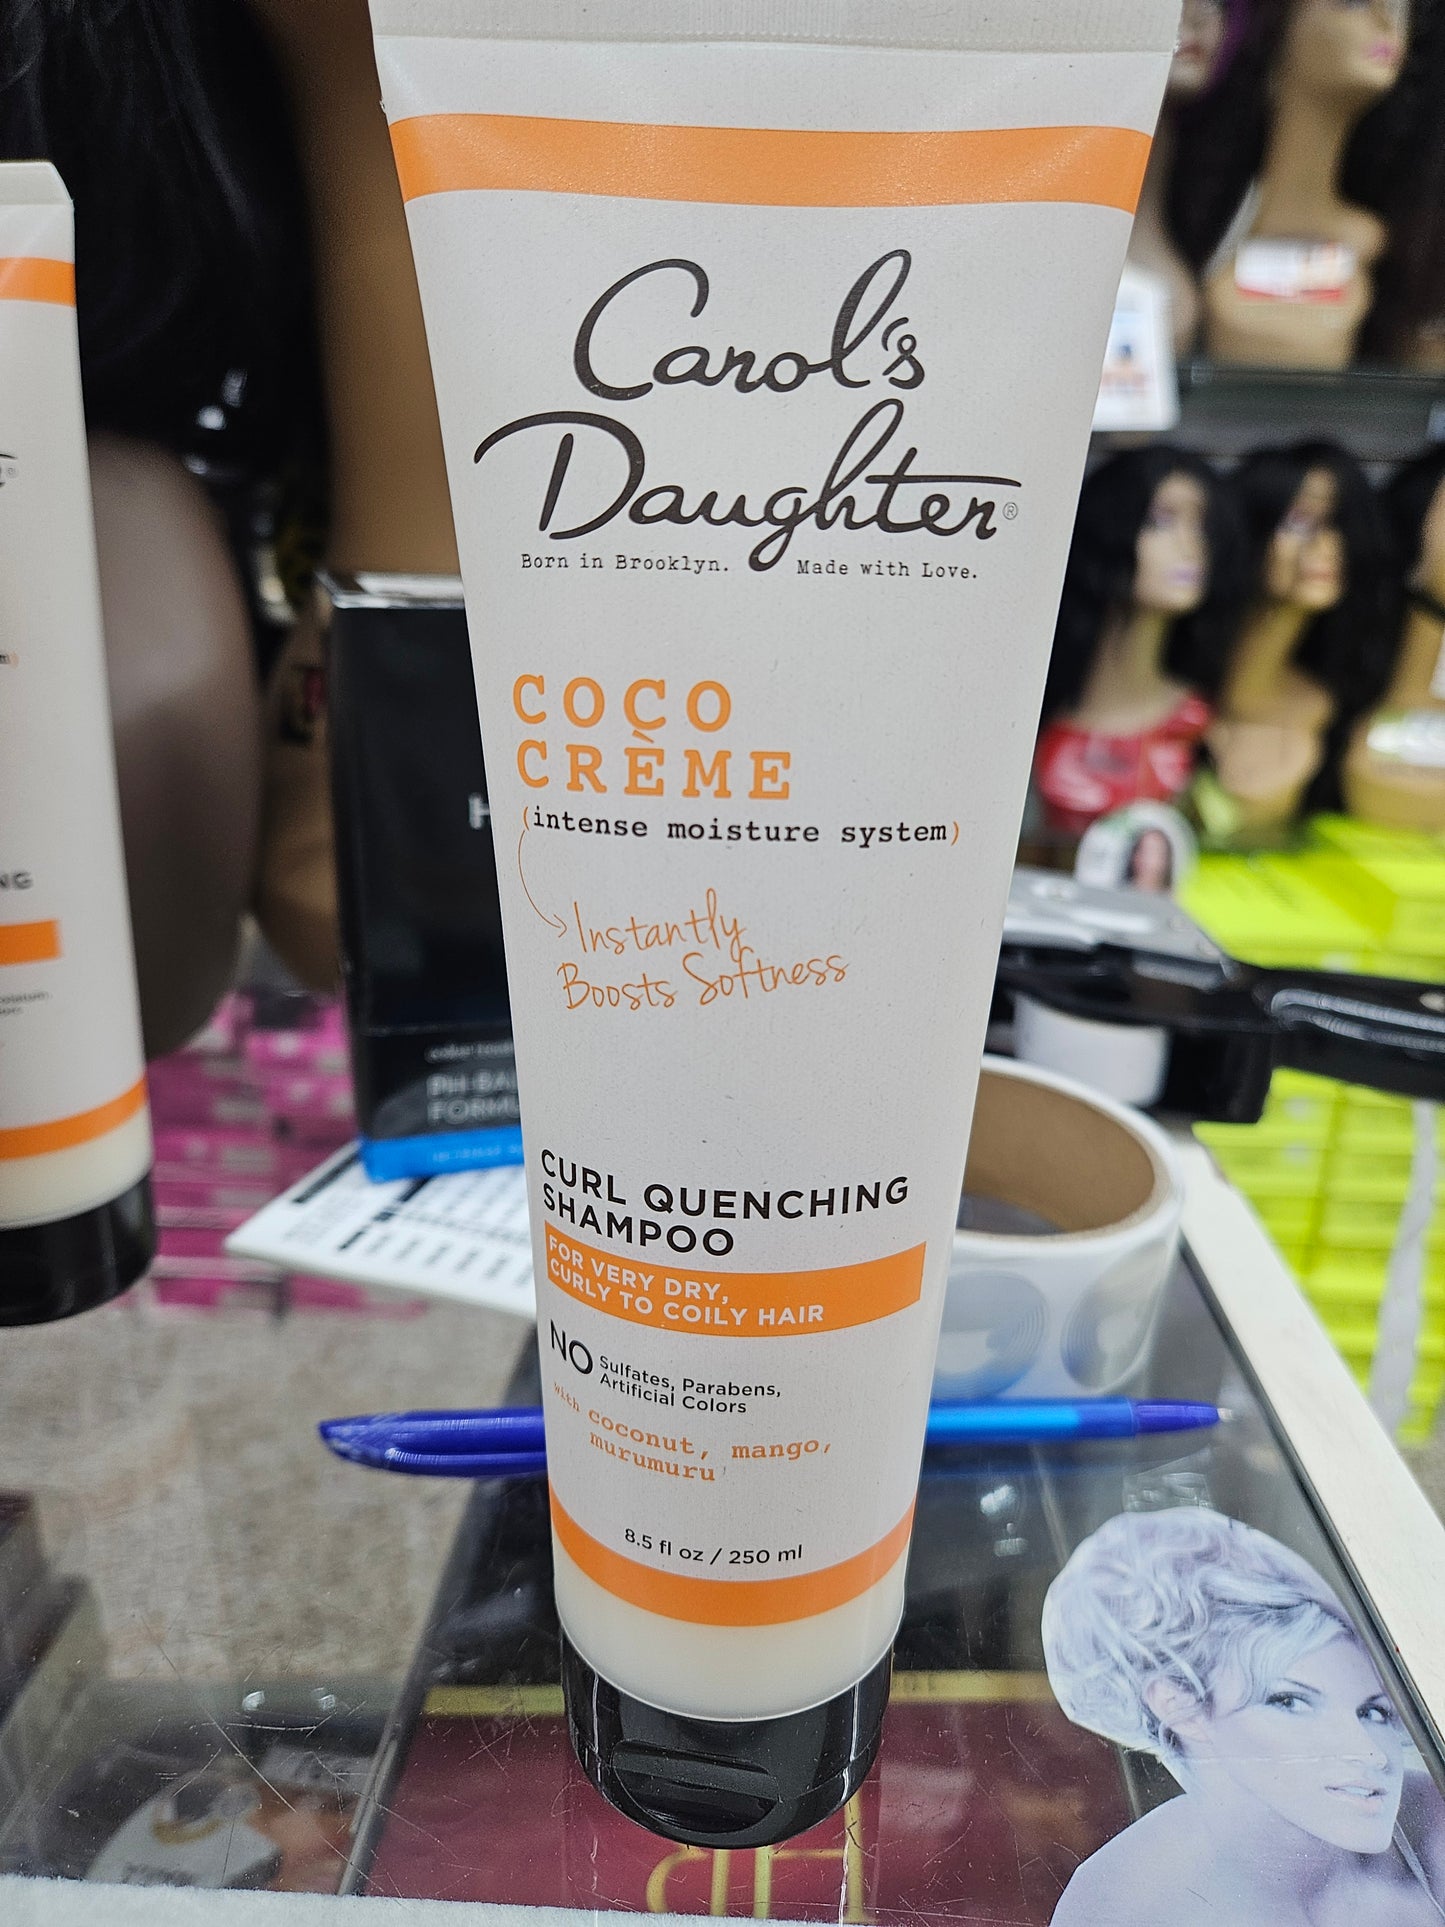 Carol's
Daughter®
Born in Brooklyn. Made with Love.
COCO
CRÈME
(intense moisture system)
Instantly
Boosts Softness
CURL QUENCHING
SHAMPOO
FOR VERY DRY,
CURLY TO COILY HAIR
NO Sulfates, Parabens,
Artificial Colors
with coconut, mango,
murumuru
8.5 fl oz / 250 ml